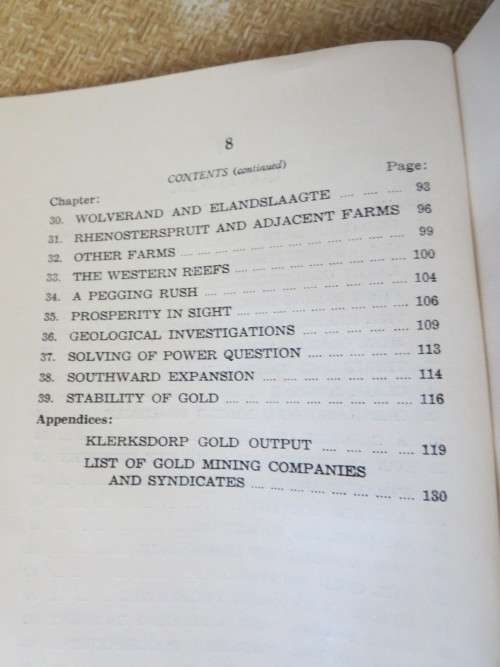 8
CONTENTS (continued)
Chapter: Page:
30. WOLVERAND AND ELANDSLAAGTE .... .... .... 93
31. RHENOSTERSPRUIT AND ADJACENT FARMS 96
32. OTHER FARMS .... .... .... .... .... .... .... .... .... 99
33. THE WESTERN REEFS .... .... .... .... .... .... .... 100
34. A PEGGING RUSH .... .... .... .... .... .... .... .... 104
35. PROSPERITY IN SIGHT .... .... .... .... .... .... .... 106
36. GEOLOGICAL INVESTIGATIONS .... .... .... .... 109
37. SOLVING OF POWER QUESTION .... .... .... .... 113
38. SOUTHWARD EXPANSION .... .... .... .... .... .... 114
39. STABILITY OF GOLD .... .... .... .... .... .... .... 116
Appendices:
KLERKSDORP GOLD OUTPUT .... .... .... .... 119
LIST OF GOLD MINING COMPANIES
AND SYNDICATES .... .... .... .... .... .... .... 130